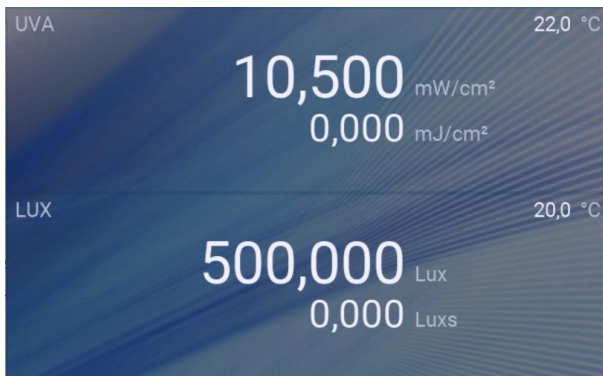 UVA 22,0 °C
10,500 mW/cm²
0,000 mJ/cm²
LUX 20,0 °C
500,000 Lux
0,000 Luxs